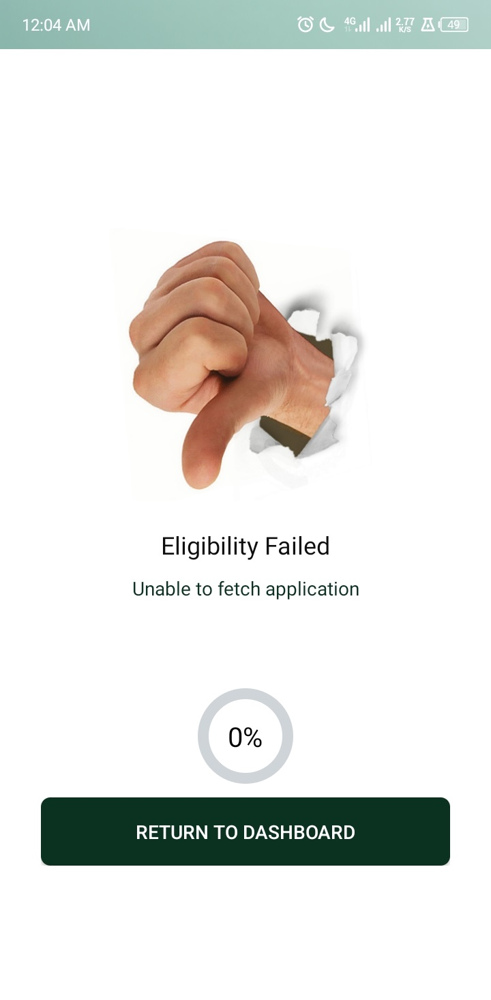 12:04 AM
4G
2.77
K/S
49
Eligibility Failed
Unable to fetch application
0%
RETURN TO DASHBOARD